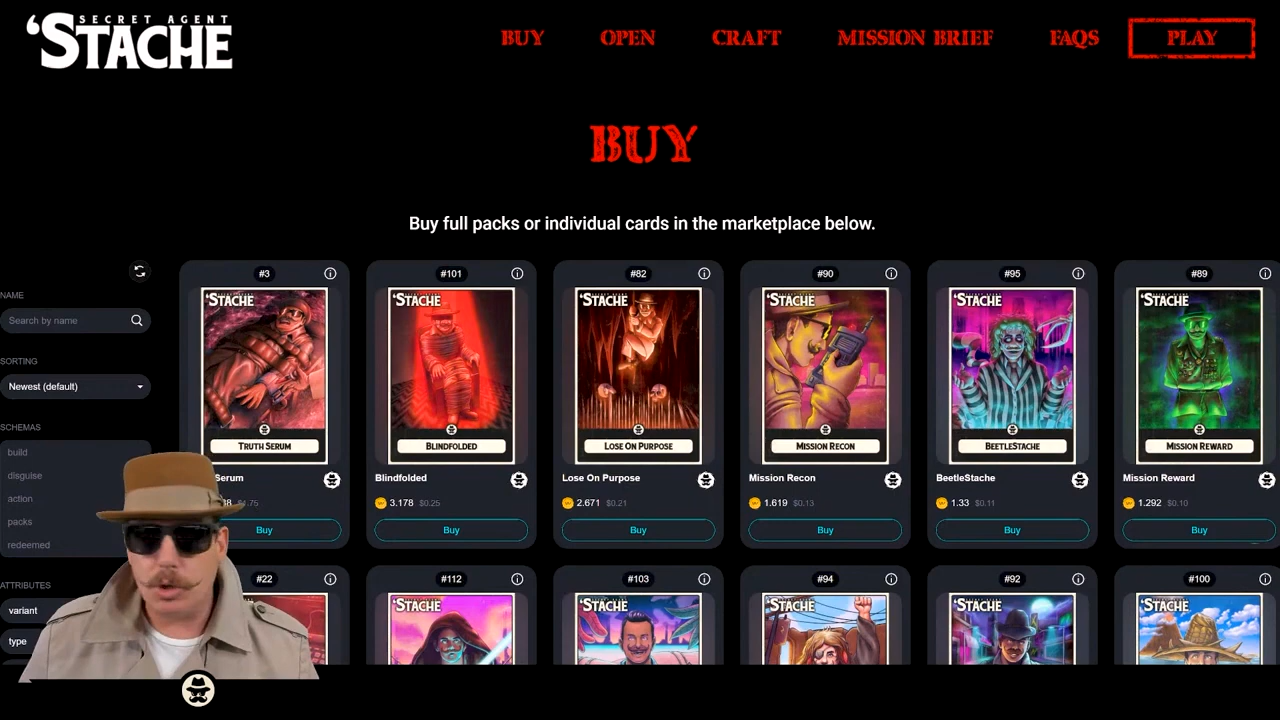 SECRET AGENT
'STACHE
BUY
OPEN
CRAFT
MISSION BRIEF
FAQS
PLAY
BUY
Buy full packs or individual cards in the marketplace below.
NAME
Search by name
SORTING
Newest (default)
SCHEMAS
build
disguise
action
packs
redeemed
ATTRIBUTES
variant
type
#3
'STACHE
TRUTH SERUM
Serum
$1.75
Buy
#101
'STACHE
BLINDFOLDED
Blindfolded
3.178 $0.25
Buy
#82
'STACHE
LOSE ON PURPOSE
Lose On Purpose
2.671 $0.21
Buy
#90
'STACHE
MISSION RECON
Mission Recon
1.619 $0.13
Buy
#95
'STACHE
BEETLESTACHE
BeetleStache
1.33 $0.11
Buy
#89
'STACHE
MISSION REWARD
Mission Reward
1.292 $0.10
Buy
#22
'STACHE
#112
'STACHE
#103
'STACHE
#94
'STACHE
#92
'STACHE
#100
'STACHE